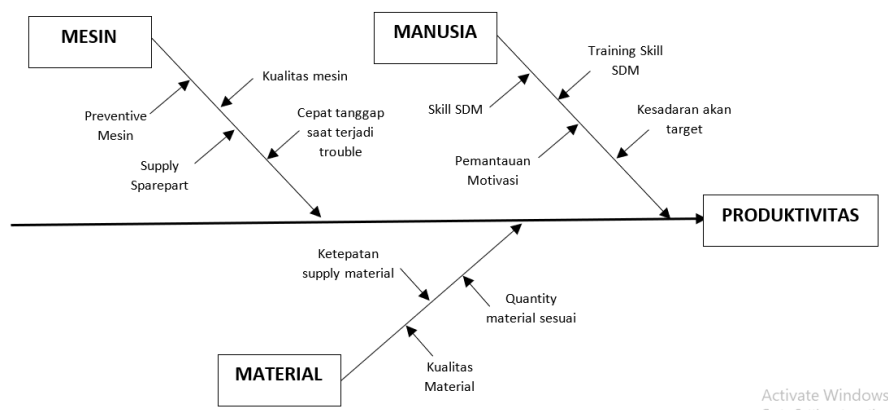 MESIN
MANUSIA
Training Skill
SDM
Kualitas mesin
Skill SDM
Kesadaran akan
target
Preventive
Mesin
Cepat tanggap
saat terjadi
trouble
Supply
Sparepart
Pemantauan
Motivasi
PRODUKTIVITAS
Ketepatan
supply material
Quantity
material sesuai
MATERIAL
Kualitas
Material
Activate Windows